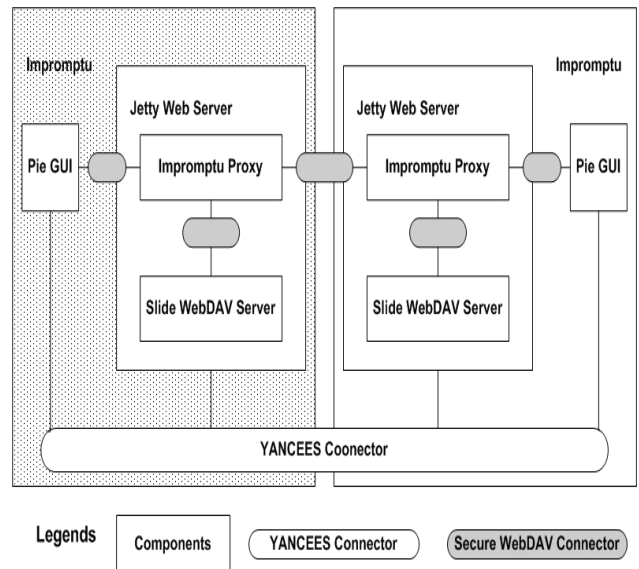 Impromptu
Impromptu
Jetty Web Server
Jetty Web Server
Pie GUI
Impromptu Proxy
Impromptu Proxy
Pie GUI
Slide WebDAV Server
Slide WebDAV Server
YANCEES Coonector
Legends
Components
YANCEES Connector
Secure WebDAV Connector